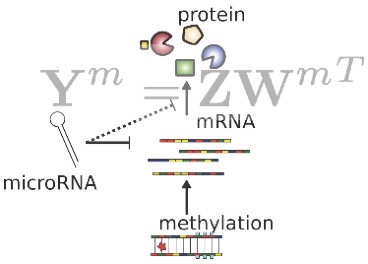 protein
Y^m = ZW^{mT}
mRNA
microRNA
methylation